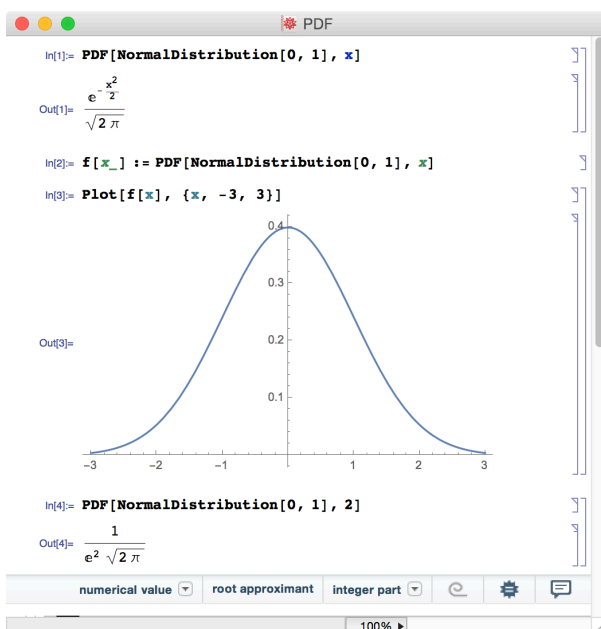 PDF
In[1]:= PDF[NormalDistribution[0, 1], x]
Out[1]= e^(-x^2/2)/√(2 π)
In[2]:= f[x_] := PDF[NormalDistribution[0, 1], x]
In[3]:= Plot[f[x], {x, -3, 3}]
0.4
0.3
Out[3]= 0.2
0.1
-3 -2 -1 1 2 3
In[4]:= PDF[NormalDistribution[0, 1], 2]
Out[4]= 1/(e^2 √(2 π))
numerical value root approximant integer part
100%